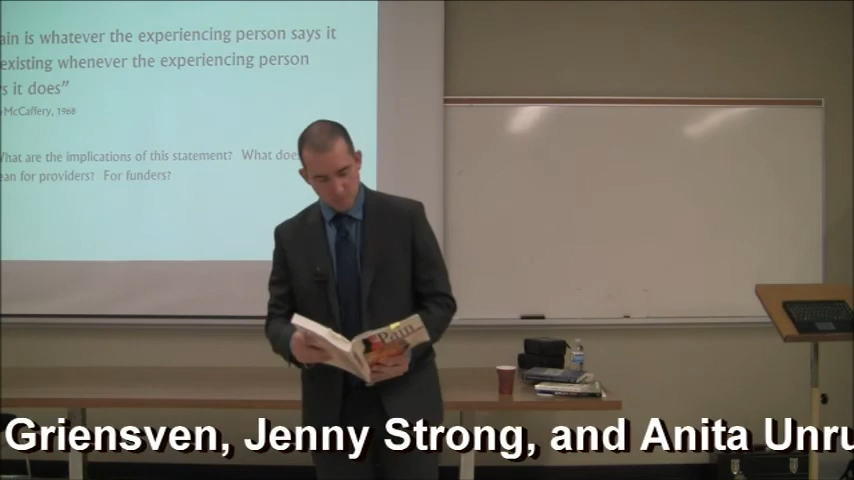 ain is whatever the experiencing person says it
existing whenever the experiencing person
s it does”
McCaffery, 1968
What are the implications of this statement? What doe
ean for providers? For funders?
Pain
Griensven, Jenny Strong, and Anita Unru